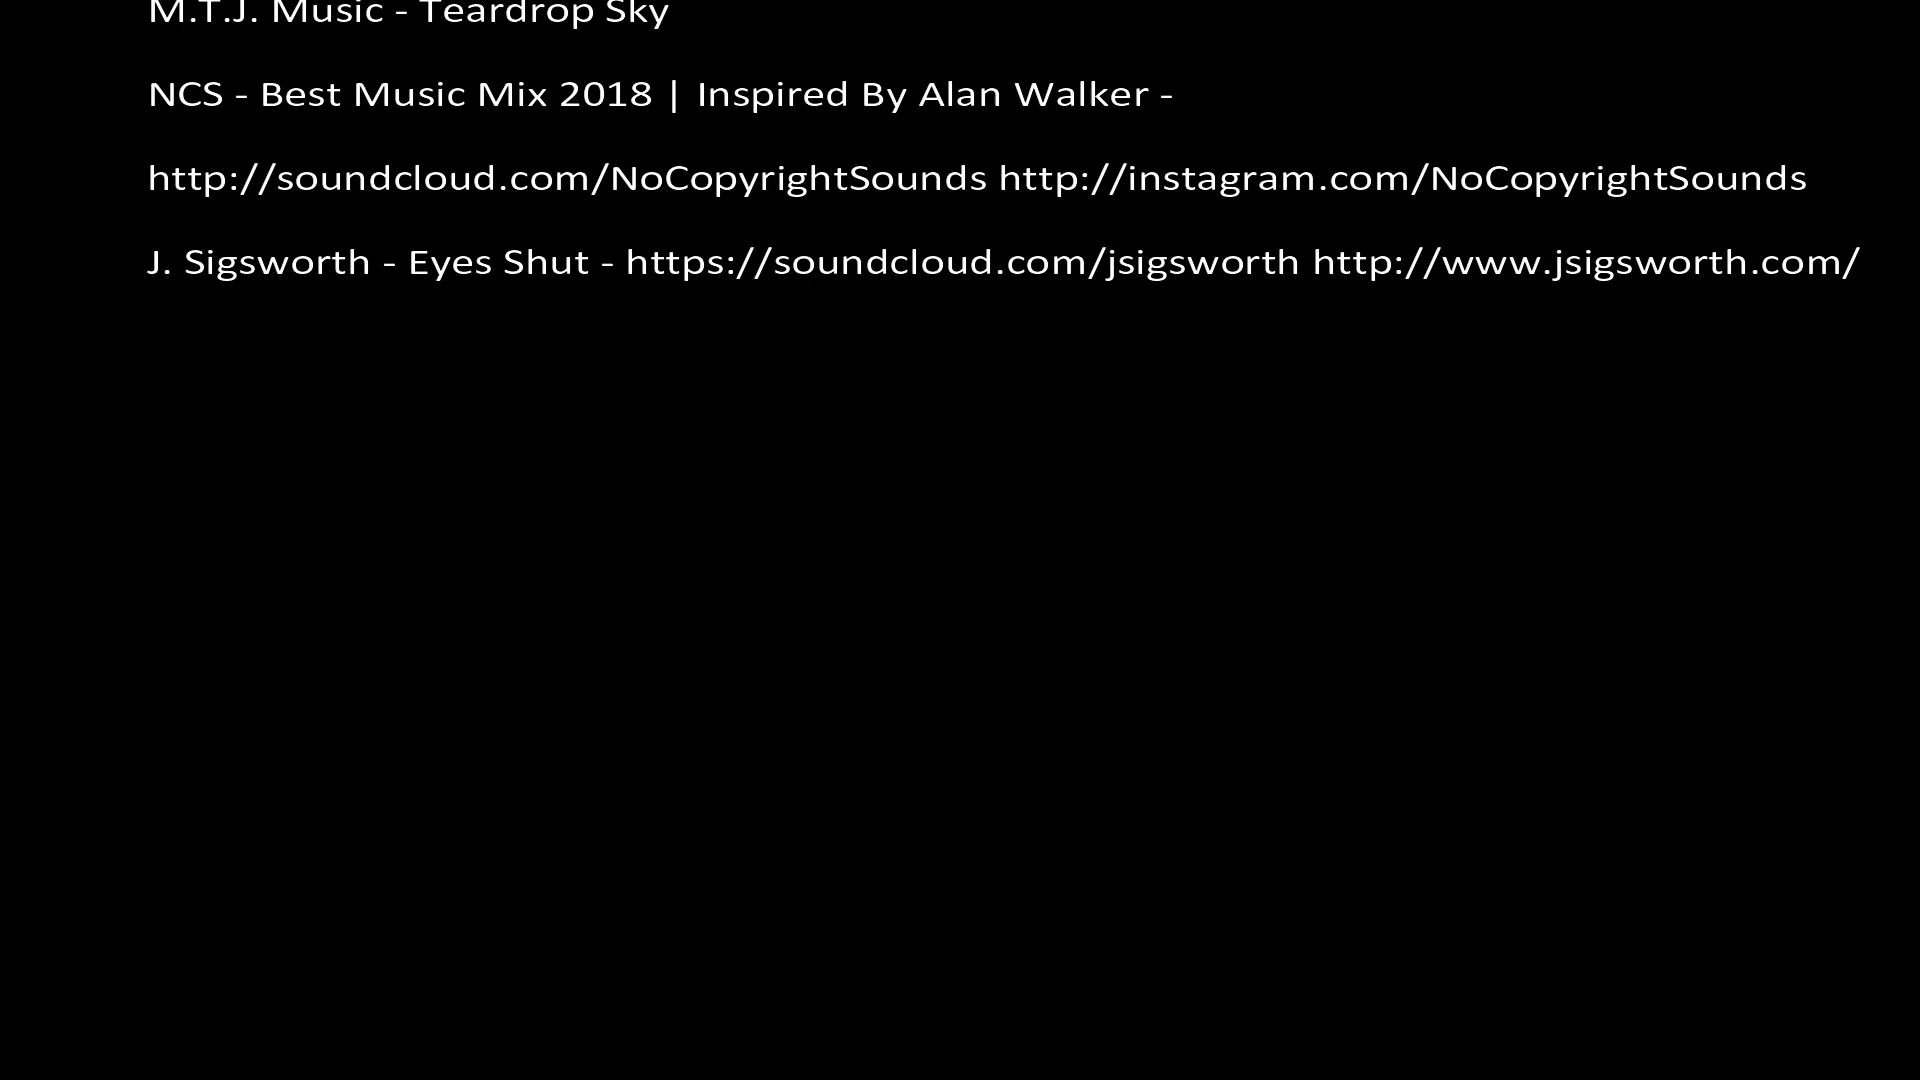 M.T.J. Music - Teardrop Sky
NCS - Best Music Mix 2018 | Inspired By Alan Walker -
http://soundcloud.com/NoCopyrightSounds http://instagram.com/NoCopyrightSounds
J. Sigsworth - Eyes Shut - https://soundcloud.com/jsigsworth http://www.jsigsworth.com/